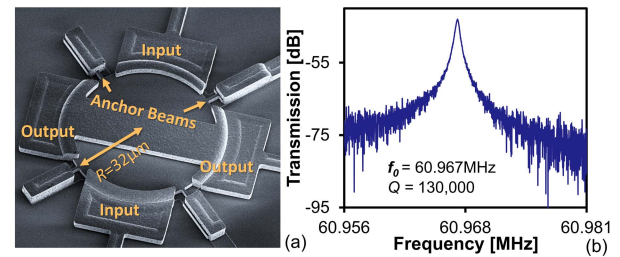 Input
Anchor Beams
Output
Output
R=32μm
Input
(a)
Transmission [dB]
-55
-75
-95
f0 = 60.967MHz
Q = 130,000
60.956
60.968
60.981
Frequency [MHz]
(b)